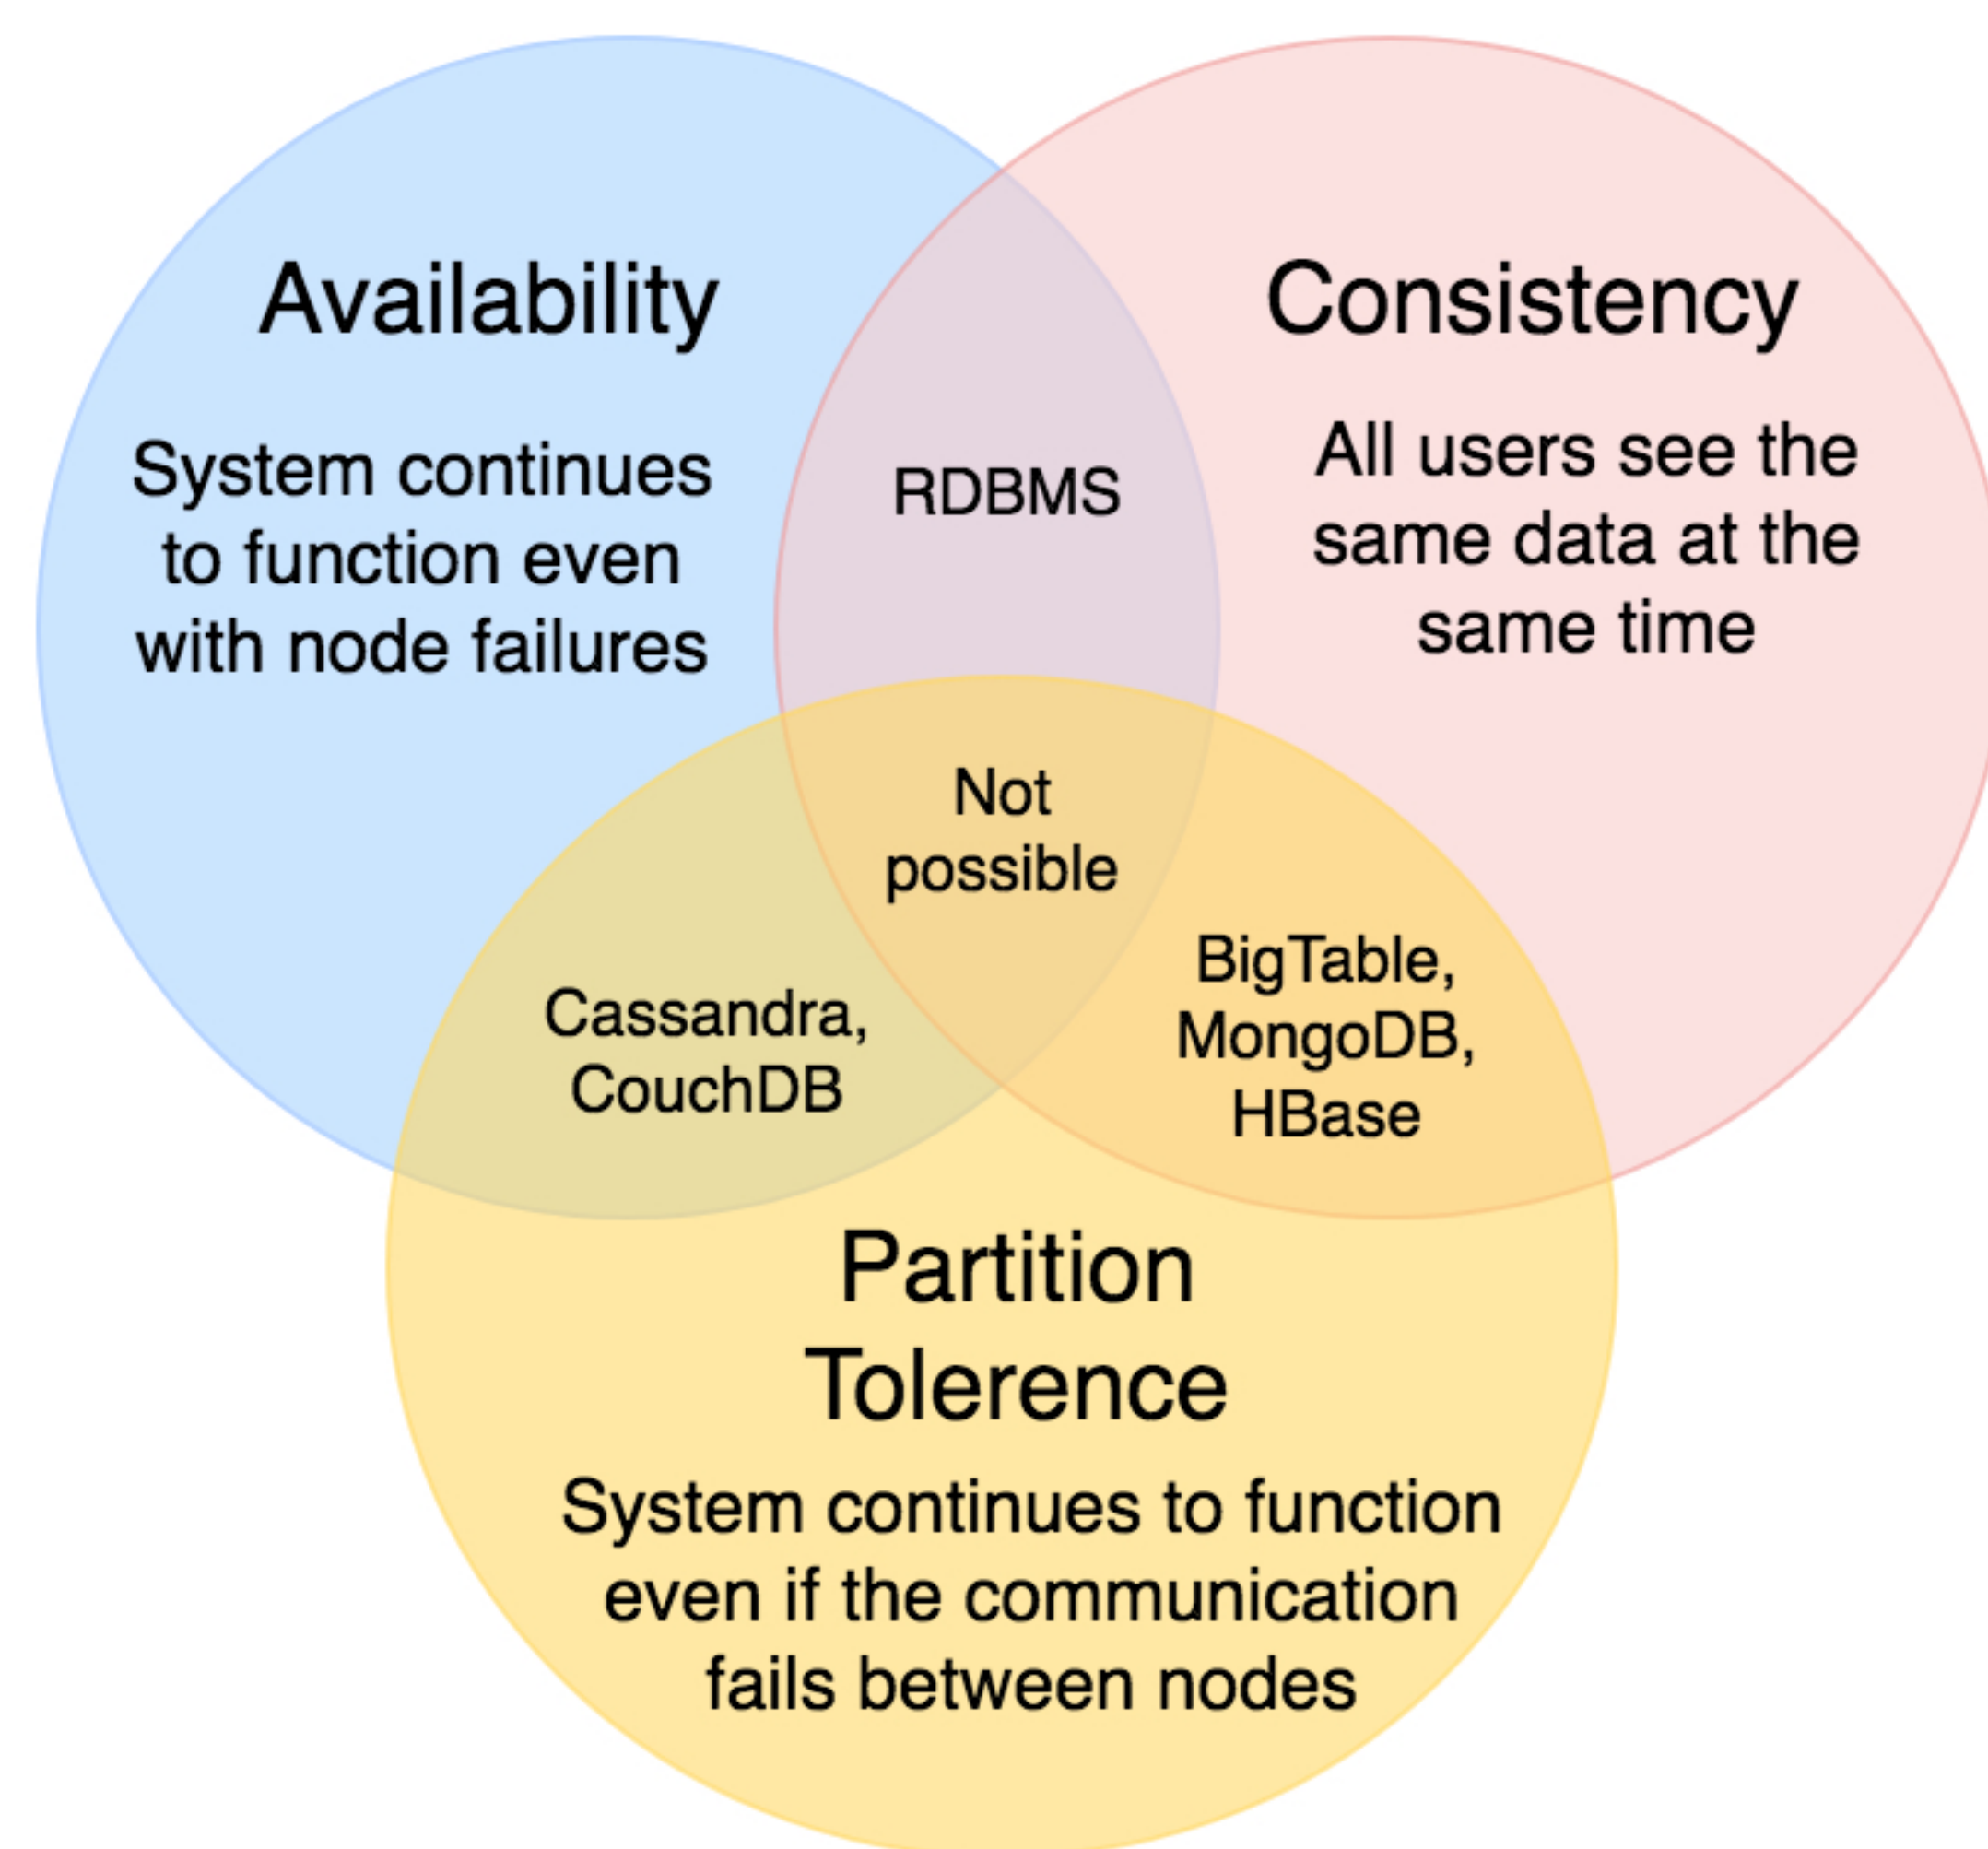 Availability
System continues
to function even
with node failures
Consistency
All users see the
same data at the
same time
RDBMS
Not
possible
Cassandra,
CouchDB
BigTable,
MongoDB,
HBase
Partition
Tolerence
System continues to function
even if the communication
fails between nodes